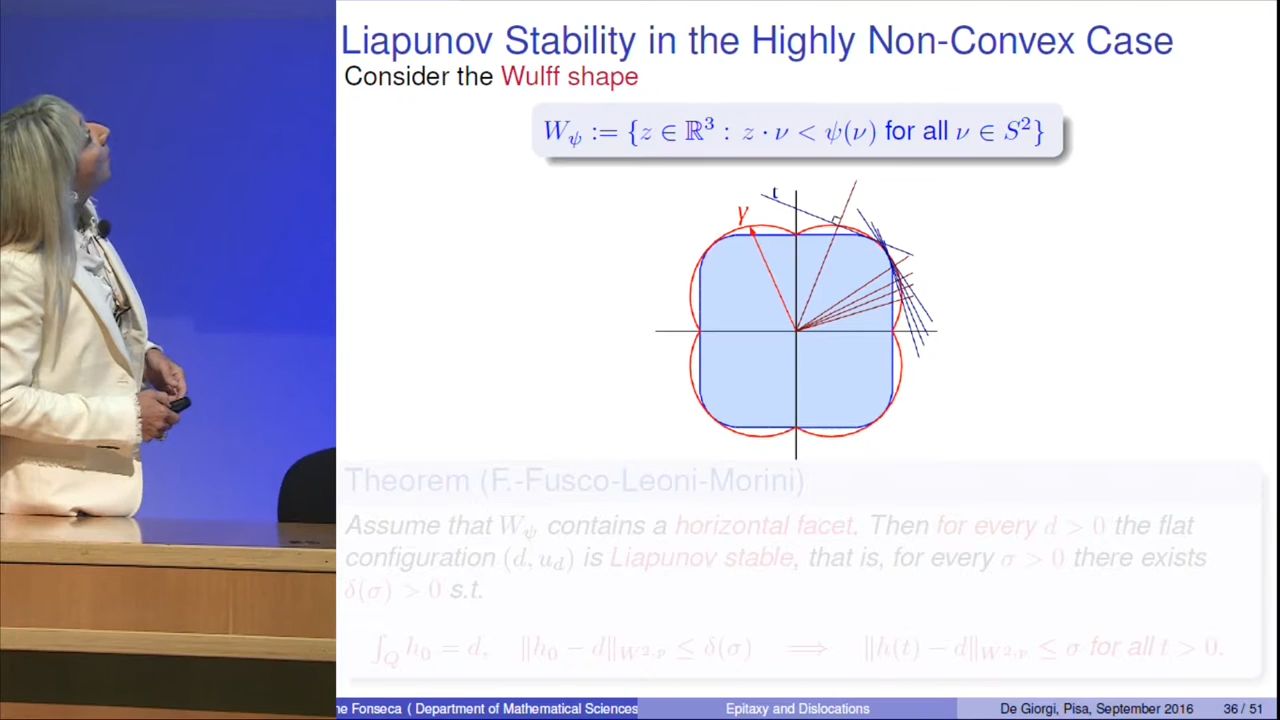 Liapunov Stability in the Highly Non-Convex Case
Consider the Wulff shape
W_ψ := {z ∈ ℝ³ : z · ν < ψ(ν) for all ν ∈ S²}
γ
Theorem (F.-Fusco-Leoni-Morini)
Assume that W_ψ contains a horizontal facet. Then for every d > 0 the flat
configuration (d, u_d) is Liapunov stable, that is, for every σ > 0 there exists
δ(σ) > 0 s.t.
∫_Q h₀ = d, ‖h₀ − d‖_{W^{2,p}} ≤ δ(σ) ⟹ ‖h(t) − d‖_{W^{2,p}} ≤ σ for all t > 0.
ne Fonseca ( Department of Mathematical Sciences Epitaxy and Dislocations De Giorgi, Pisa, September 2016 36 / 51